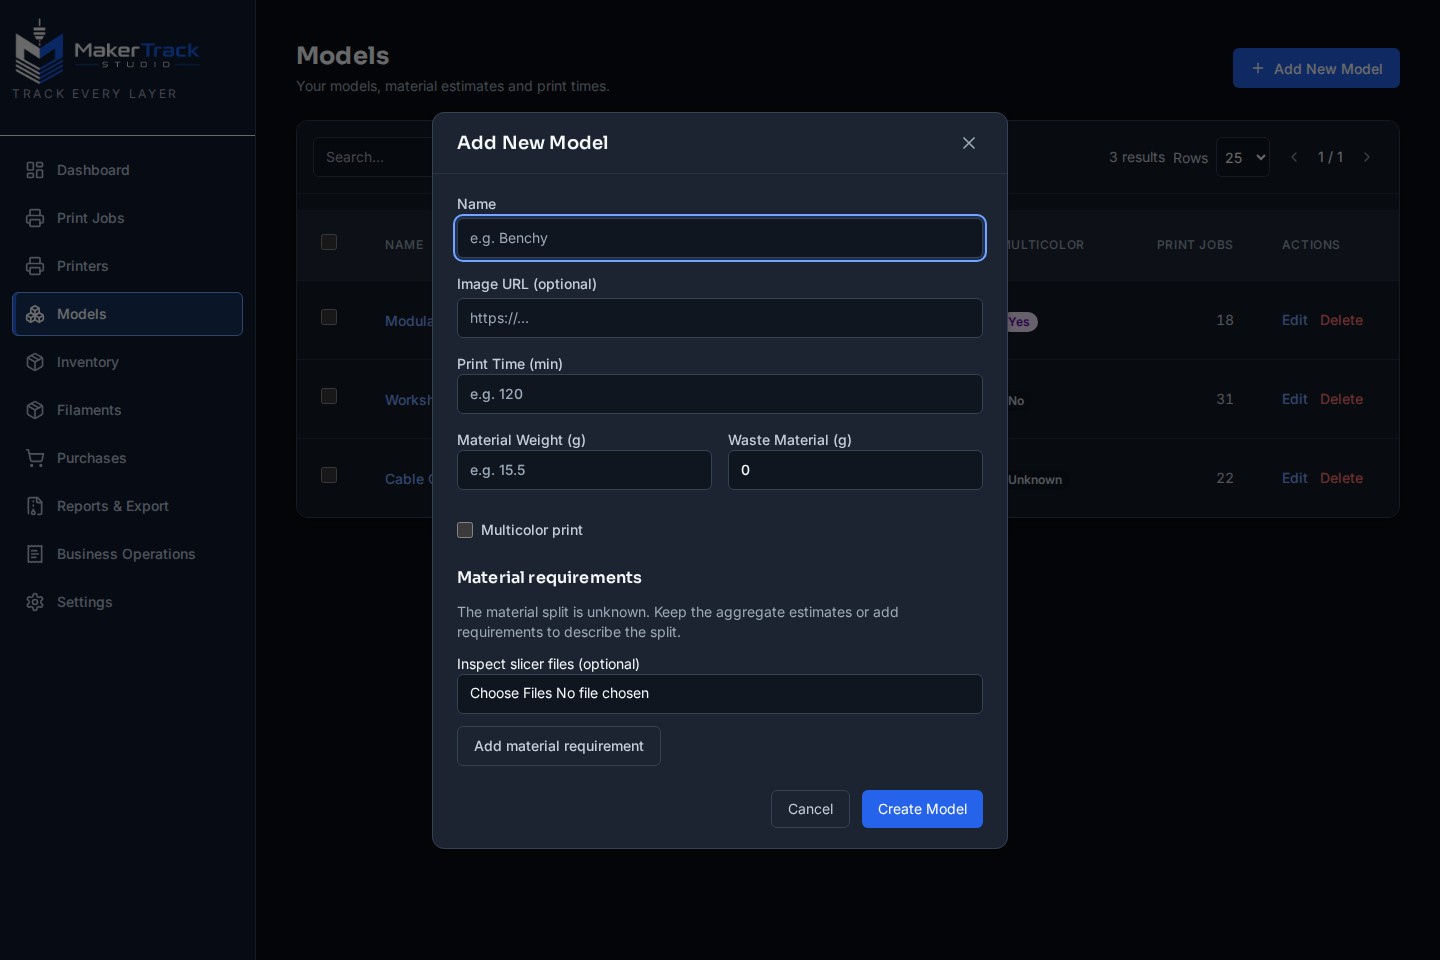 MakerTrack
STUDIO
TRACK EVERY LAYER
Dashboard
Print Jobs
Printers
Models
Inventory
Filaments
Purchases
Reports & Export
Business Operations
Settings
Models
Your models, material estimates and print times.
Add New Model
Search...
3 results Rows 25 1 / 1
NAME
MULTICOLOR PRINT JOBS ACTIONS
Yes 18 Edit Delete
No 31 Edit Delete
Cable
Unknown 22 Edit Delete
Add New Model
Name
e.g. Benchy
Image URL (optional)
https://...
Print Time (min)
e.g. 120
Material Weight (g) Waste Material (g)
e.g. 15.5 0
Multicolor print
Material requirements
The material split is unknown. Keep the aggregate estimates or add
requirements to describe the split.
Inspect slicer files (optional)
Choose Files No file chosen
Add material requirement
Cancel Create Model